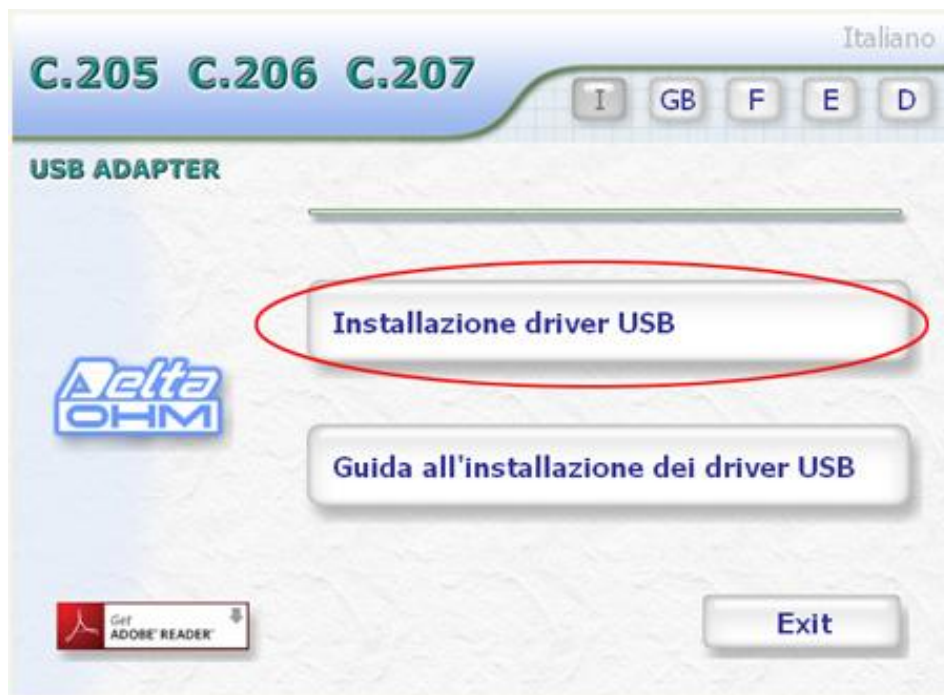 Italiano
C.205 C.206 C.207
I GB F E D
USB ADAPTER
Installazione driver USB
Delta
OHM
Guida all'installazione dei driver USB
Get
ADOBE® READER®
Exit